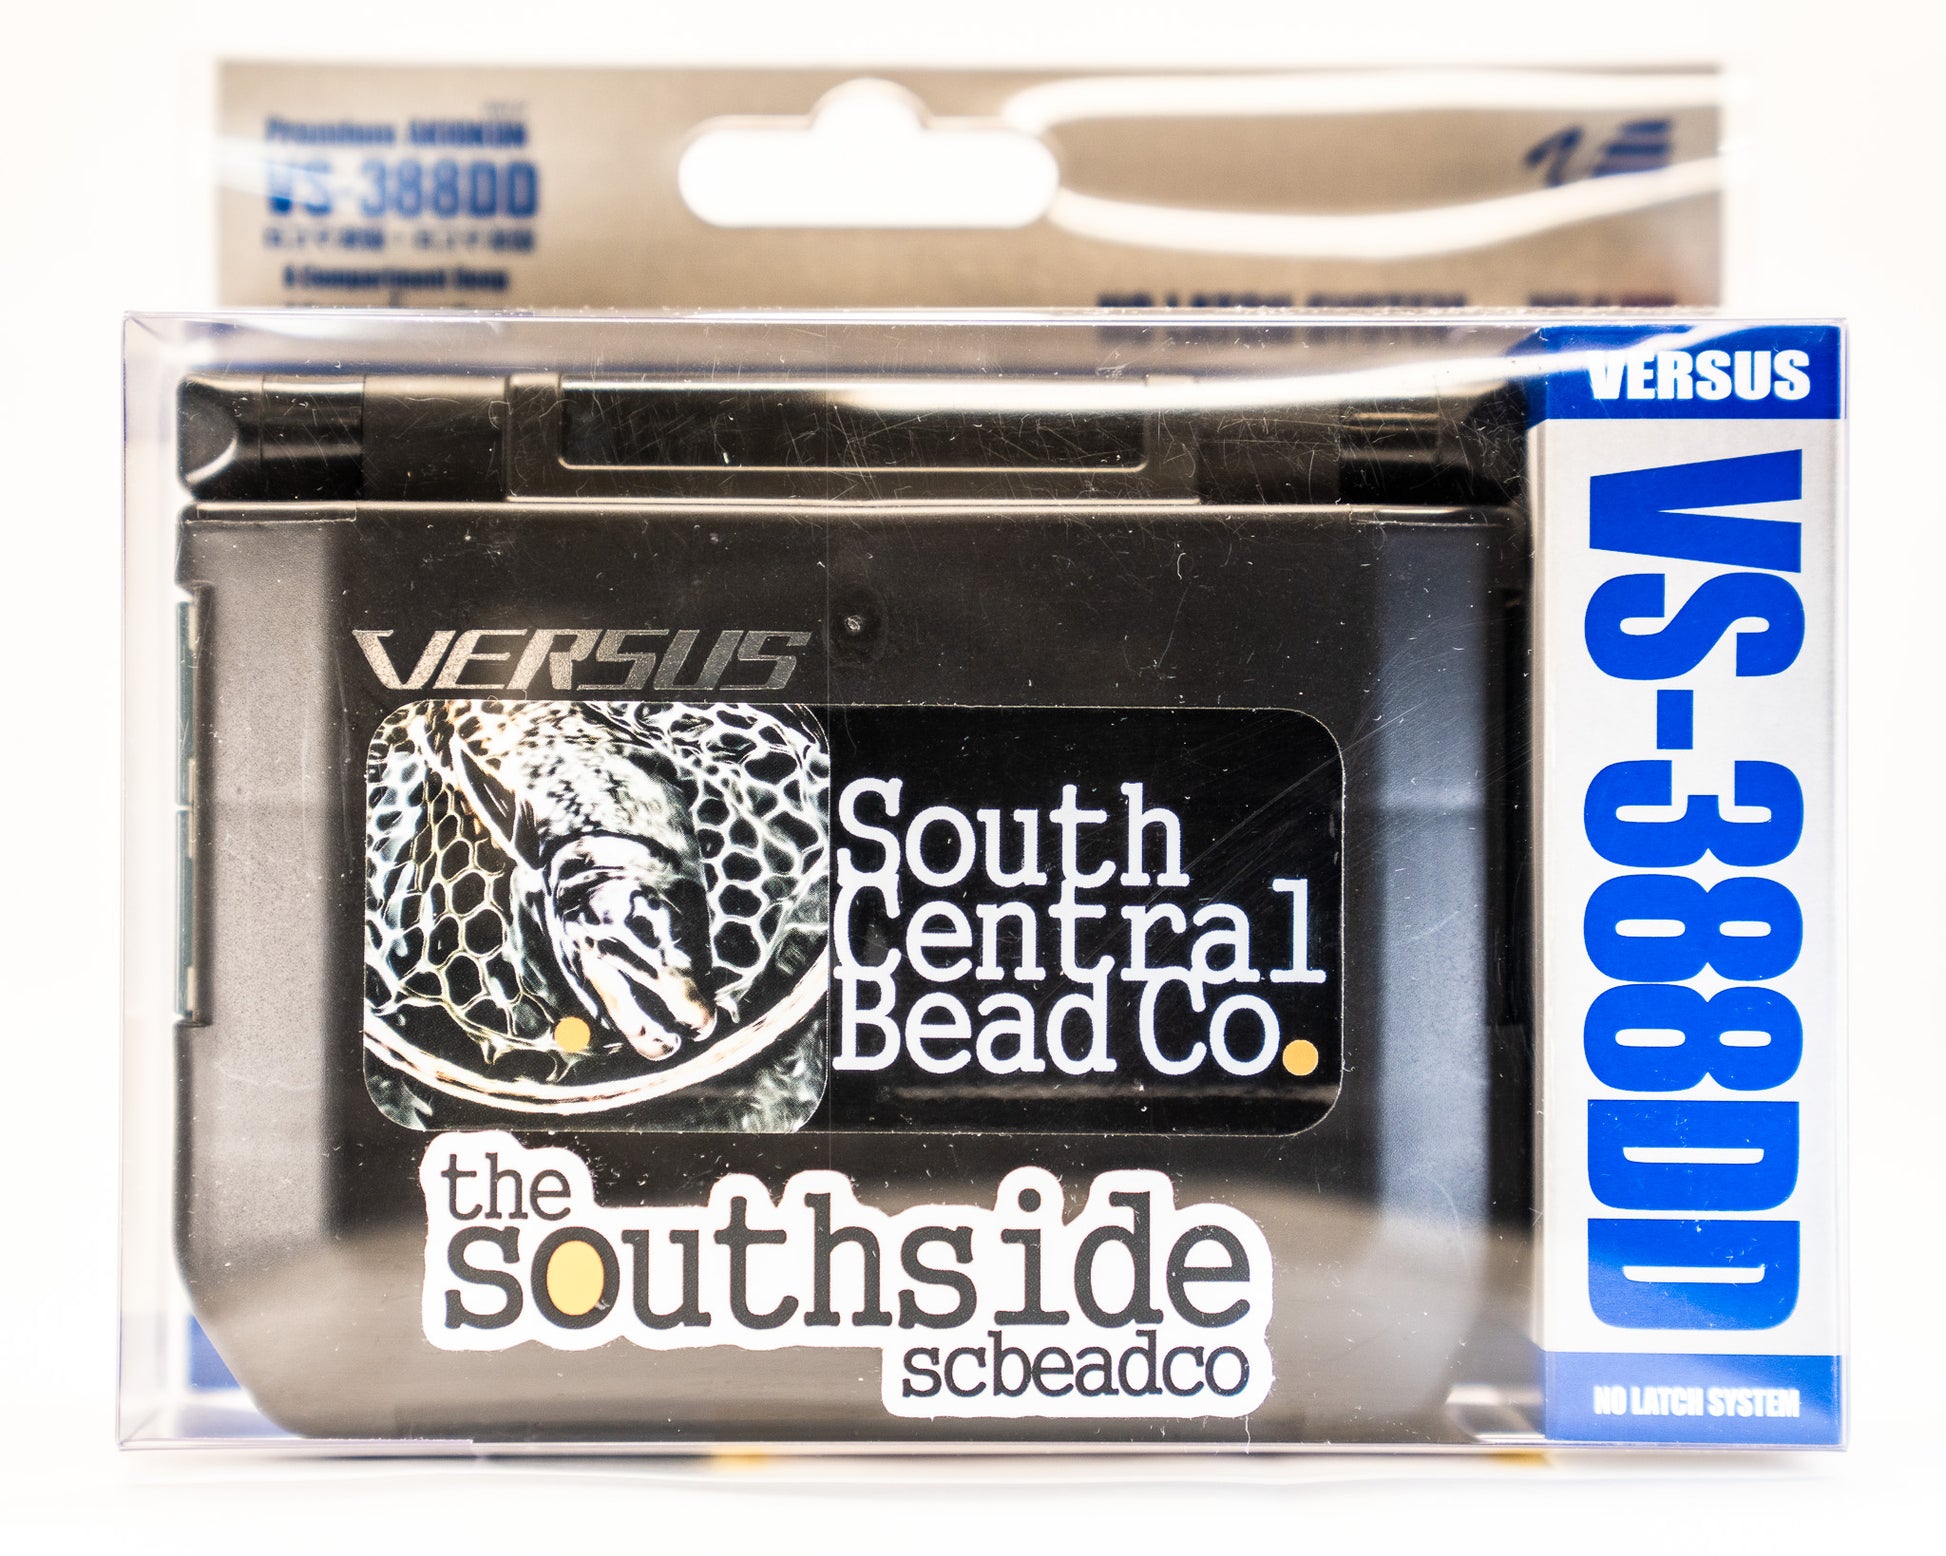 VS-388DD
VERSUS
VERSUS
VS-388DD
NO LATCH SYSTEM
South
Central
Bead Co.
the
southside
scbeadco